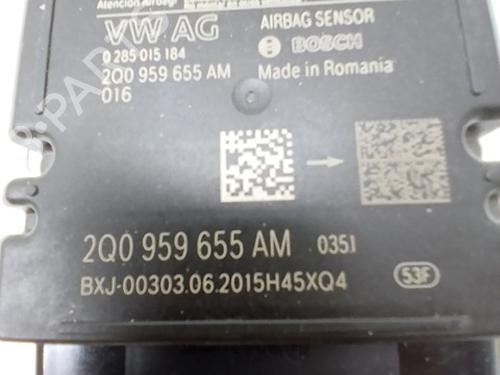 Atención Airbag!
VW AG
AIRBAG SENSOR
BOSCH
0 285 015 184
2Q0 959 655 AM
Made in Romania
016
2Q0 959 655 AM 0351
BXJ-00303.06.2015H45XQ4
53F